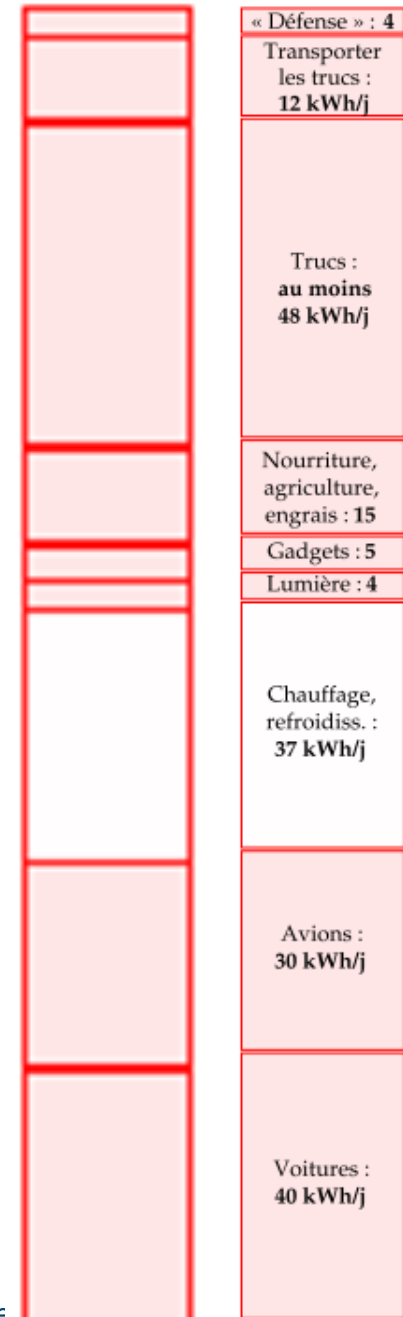 « Défense » : 4
Transporter
les trucs :
12 kWh/j
Trucs :
au moins
48 kWh/j
Nourriture,
agriculture,
engrais : 15
Gadgets : 5
Lumière : 4
Chauffage,
refroidiss. :
37 kWh/j
Avions :
30 kWh/j
Voitures :
40 kWh/j